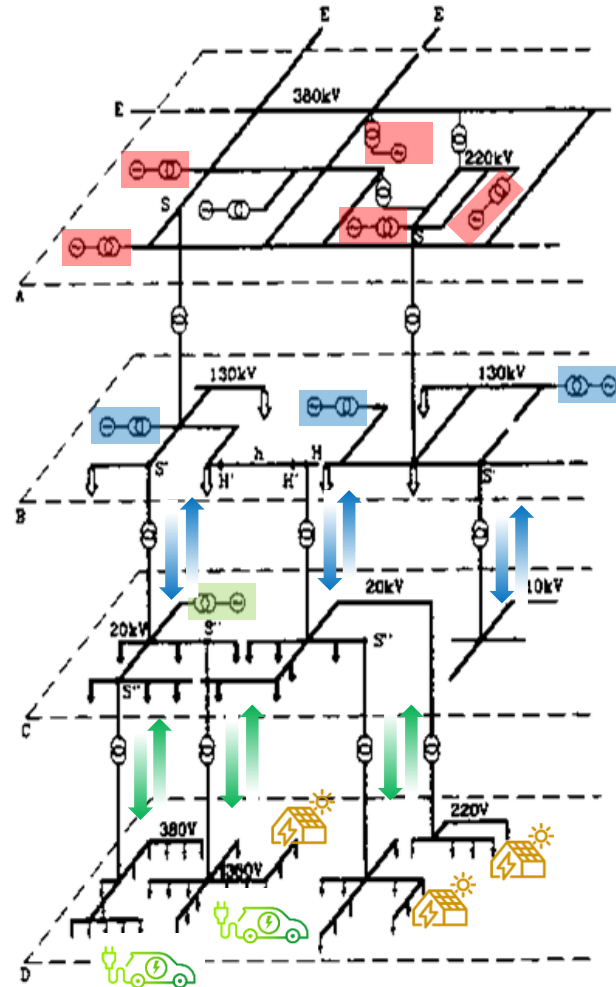 E E
E 380kV
220kV
S
S
A
130kV
130kV
h H
S' H' H' S
B
20kV 10kV
20kV S''
S''
S''
C
380V 220V
380V
D